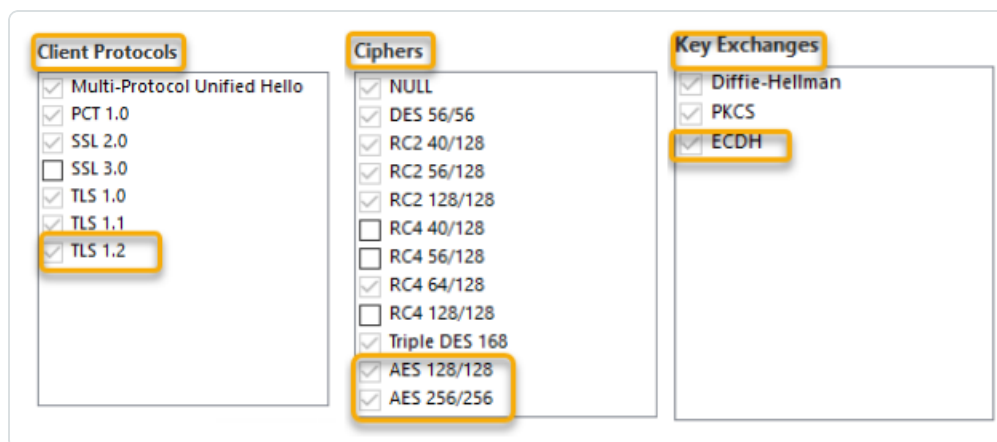 Client Protocols
Multi-Protocol Unified Hello
PCT 1.0
SSL 2.0
SSL 3.0
TLS 1.0
TLS 1.1
TLS 1.2
Ciphers
NULL
DES 56/56
RC2 40/128
RC2 56/128
RC2 128/128
RC4 40/128
RC4 56/128
RC4 64/128
RC4 128/128
Triple DES 168
AES 128/128
AES 256/256
Key Exchanges
Diffie-Hellman
PKCS
ECDH